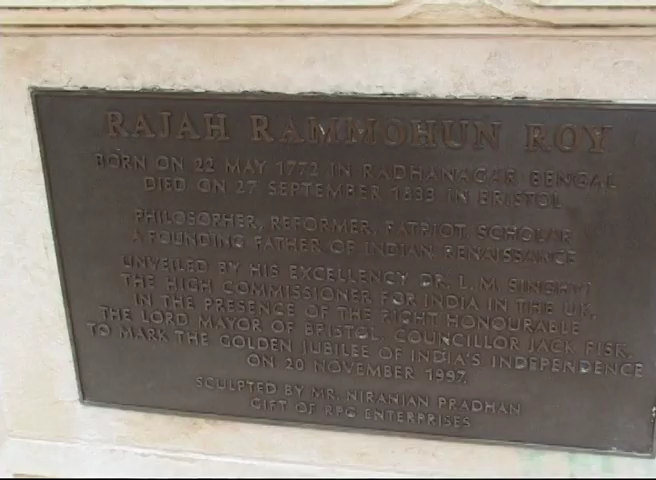 RAJAH RAMMOHUN ROY
BORN ON 22 MAY 1772 IN RADHANAGAR BENGAL
DIED ON 27 SEPTEMBER 1833 IN BRISTOL
PHILOSOPHER, REFORMER, PATRIOT, SCHOLAR
A FOUNDING FATHER OF INDIAN RENAISSANCE
UNVEILED BY HIS EXCELLENCY DR. L. M. SINGHVI
THE HIGH COMMISSIONER FOR INDIA IN THE UK,
IN THE PRESENCE OF THE RIGHT HONOURABLE
THE LORD MAYOR OF BRISTOL, COUNCILLOR JACK FISK,
TO MARK THE GOLDEN JUBILEE OF INDIA'S INDEPENDENCE
ON 20 NOVEMBER 1997.
SCULPTED BY MR. NIRANJAN PRADHAN
GIFT OF RPG ENTERPRISES